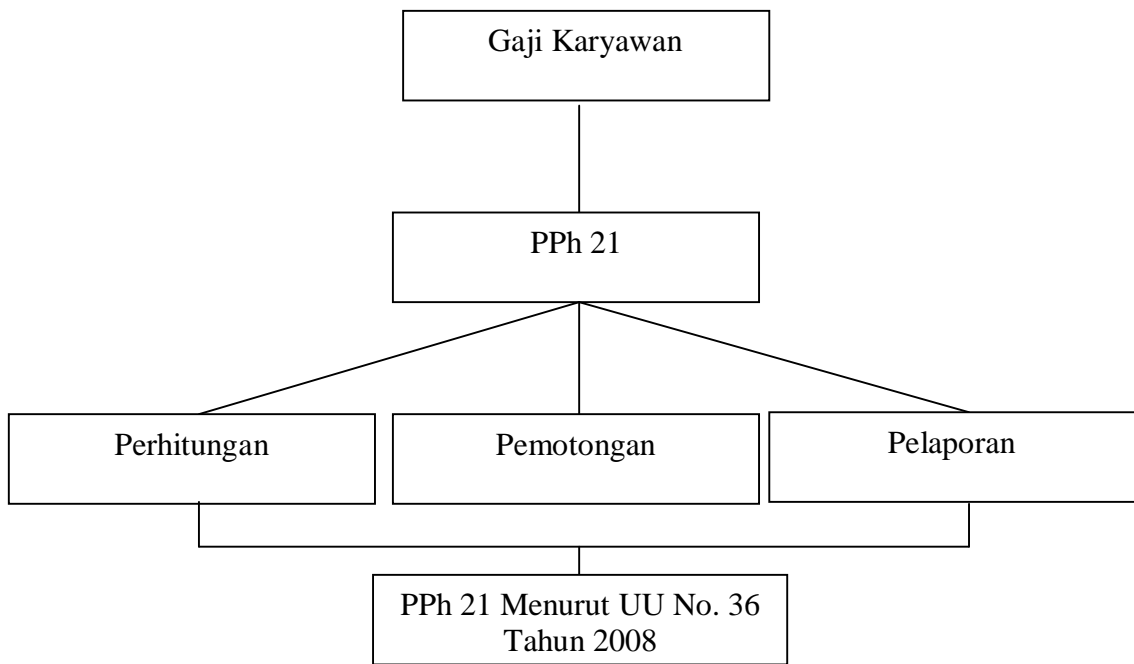 Gaji Karyawan
PPh 21
Perhitungan
Pemotongan
Pelaporan
PPh 21 Menurut UU No. 36
Tahun 2008